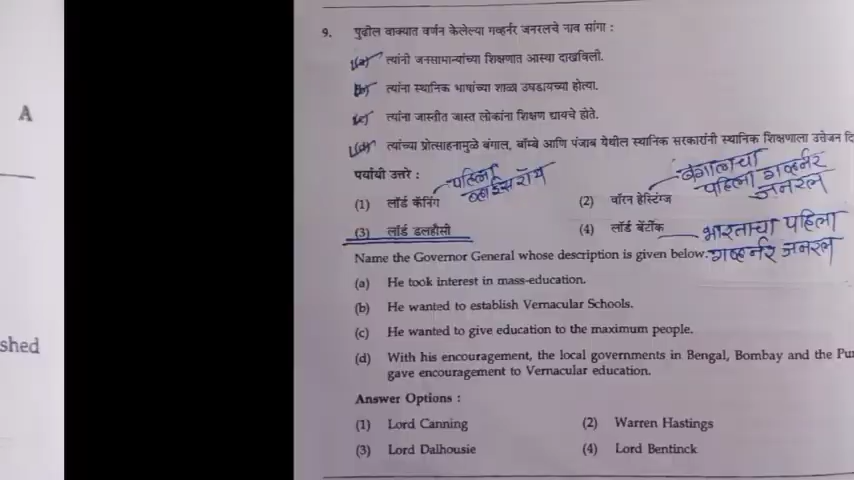 A
shed
9. पुढील वाक्यात वर्णन केलेल्या गव्हर्नर जनरलचे नाव सांगा :
(a) त्यांनी जनसामान्यांच्या शिक्षणात आस्था दाखविली.
(b) त्यांना स्थानिक भाषांच्या शाळा उघडायच्या होत्या.
(c) त्यांना जास्तीत जास्त लोकांना शिक्षण द्यायचे होते.
(d) त्यांच्या प्रोत्साहनामुळे बंगाल, बॉम्बे आणि पंजाब येथील स्थानिक सरकारांनी स्थानिक शिक्षणाला उत्तेजन दि
पर्यायी उत्तरे :
पहिला व्हाईसरॉय
बंगालचा पहिला गव्हर्नर जनरल
(1) लॉर्ड कॅनिंग (2) वॉरन हेस्टिंग्ज
(3) लॉर्ड डलहौसी (4) लॉर्ड बेंटींक
भारताचा पहिला गव्हर्नर जनरल
Name the Governor General whose description is given below.
(a) He took interest in mass-education.
(b) He wanted to establish Vernacular Schools.
(c) He wanted to give education to the maximum people.
(d) With his encouragement, the local governments in Bengal, Bombay and the Pu
gave encouragement to Vernacular education.
Answer Options :
(1) Lord Canning (2) Warren Hastings
(3) Lord Dalhousie (4) Lord Bentinck